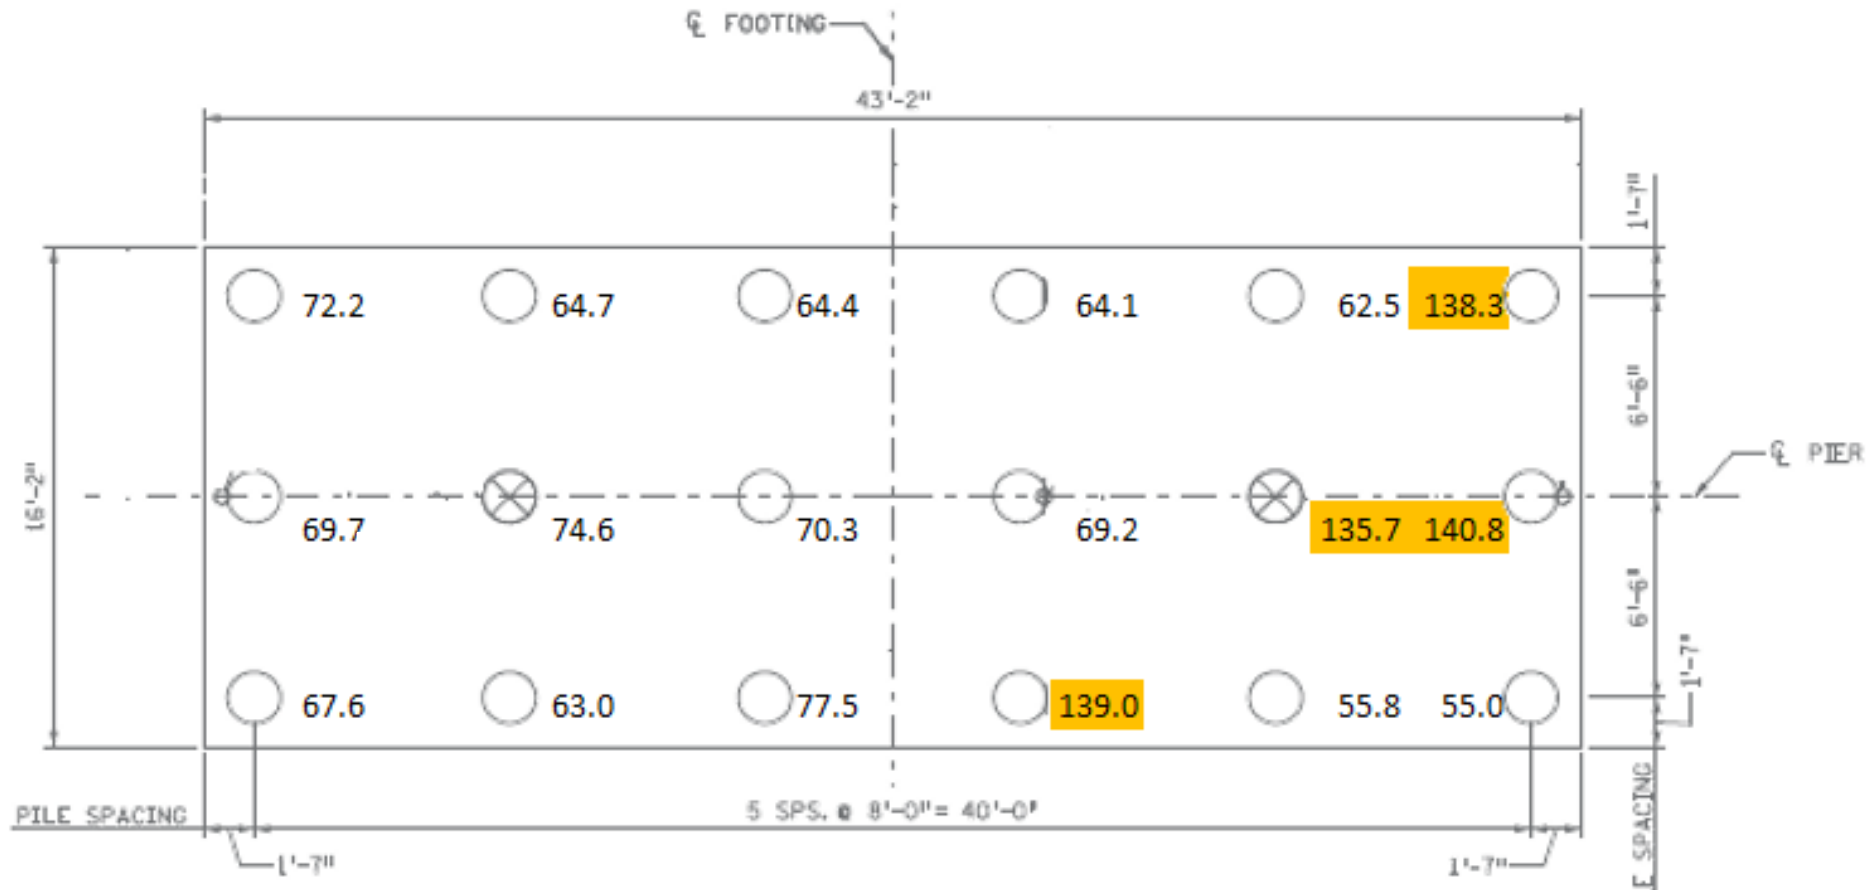 ℄ FOOTING
43'-2"
1'-7"
72.2 64.7 64.4 64.1 62.5 138.3
6'-6"
16'-2"
℄ PIER
69.7 74.6 70.3 69.2 135.7 140.8
6'-6"
67.6 63.0 77.5 139.0 55.8 55.0
1'-7"
PILE SPACING
5 SPS. @ 8'-0"= 40'-0"
E SPACING
1'-7"
1'-7"